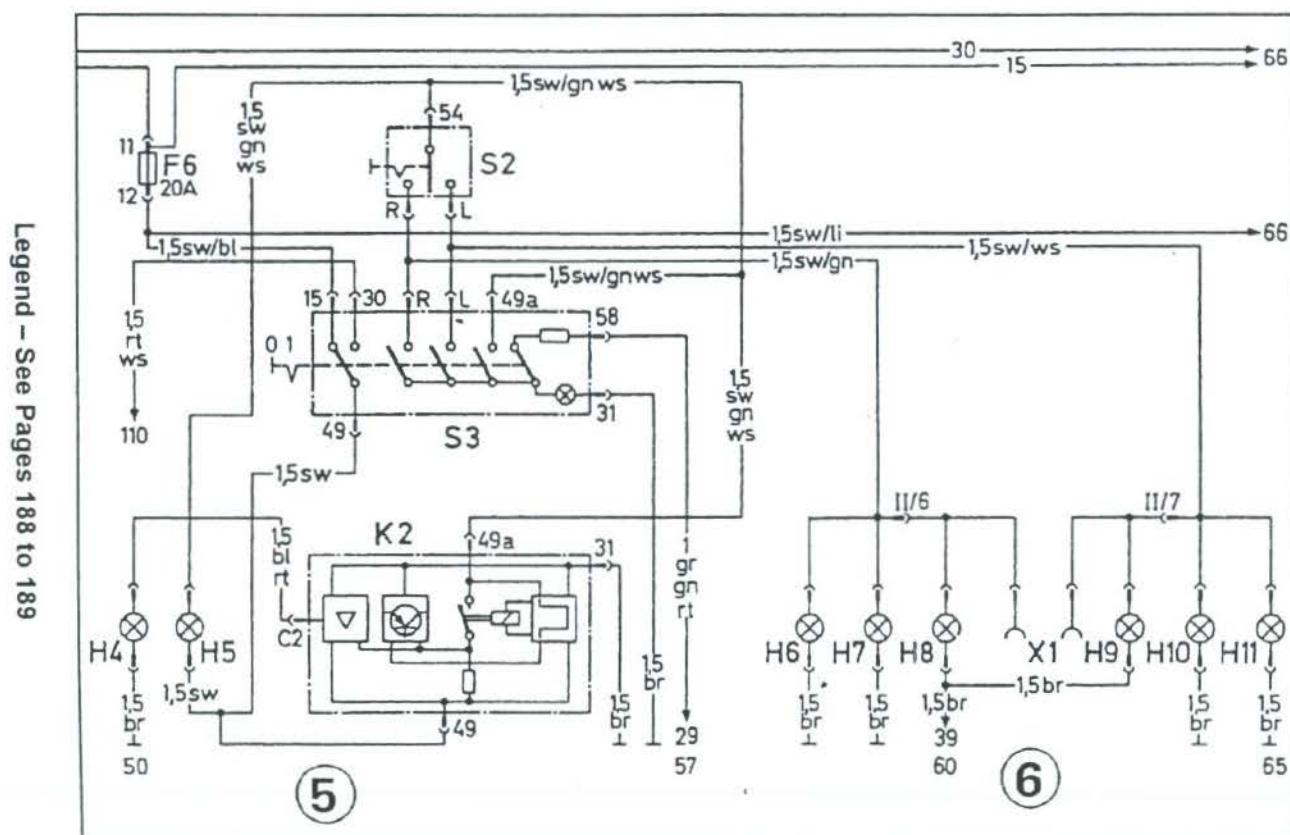 Legend – See Pages 188 to 189
30
66
15
1,5sw/gnws
1,5
sw
gn
ws
54
11
F6
20A
12
S2
R
L
1,5sw/li
66
1,5sw/bl
1,5sw/ws
1,5sw/gn
1,5sw/gnws
15
30
R
L
49a
58
1,5
rt
ws
0 1
31
110
49
S3
1,5
sw
gn
ws
1,5sw
II/6
II/7
1,5
bl
rt
K2
49a
31
1
gr
gn
rt
C2
H4
H5
H6
H7
H8
X1
H9
H10
H11
1,5sw
1,5br
1,5
br
49
1,5
br
1,5
br
1,5
br
1,5
br
1,5br
1,5
br
1,5
br
50
29
57
39
60
65
5
6